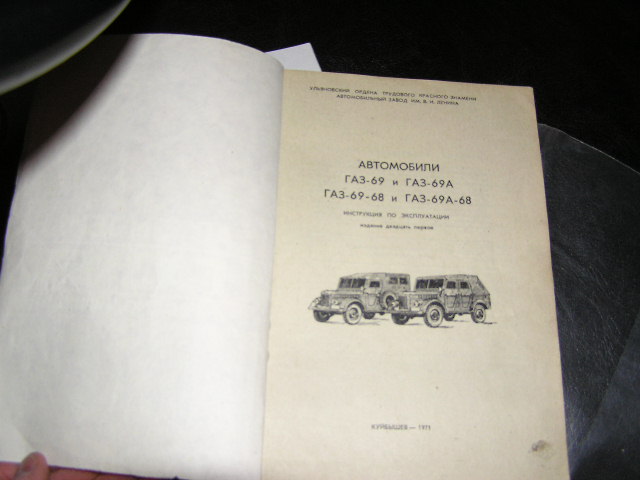 УЛЬЯНОВСКИЙ ОРДЕНА ТРУДОВОГО КРАСНОГО ЗНАМЕНИ
АВТОМОБИЛЬНЫЙ ЗАВОД ИМ. В. И. ЛЕНИНА
АВТОМОБИЛИ
ГАЗ-69 и ГАЗ-69А
ГАЗ-69-68 и ГАЗ-69А-68
ИНСТРУКЦИЯ ПО ЭКСПЛУАТАЦИИ
издание двадцать первое
КУЙБЫШЕВ — 1971